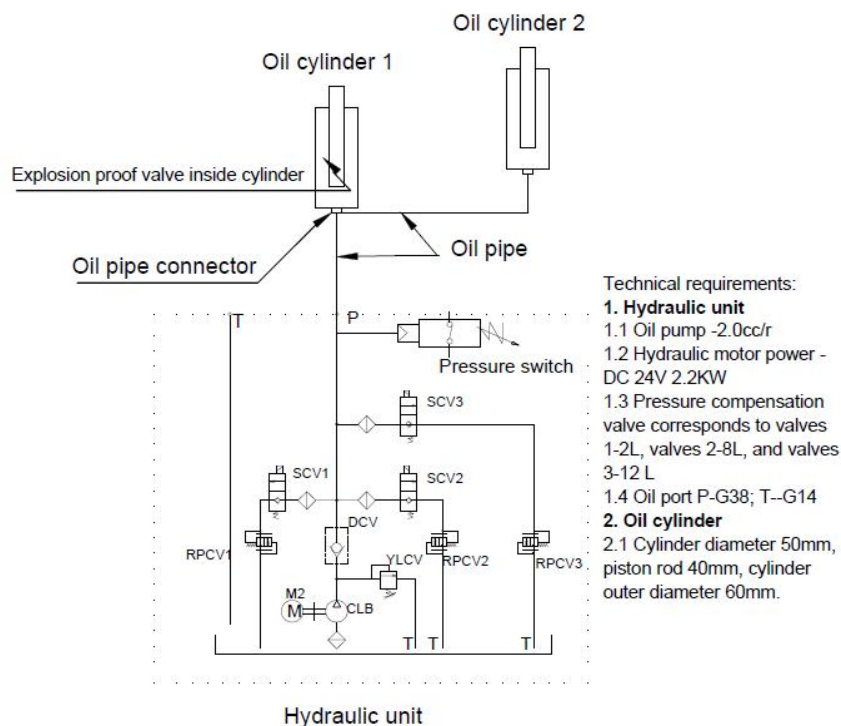 Oil cylinder 2
Oil cylinder 1
Explosion proof valve inside cylinder
Oil pipe
Oil pipe connector
T
P
Pressure switch
SCV3
SCV1
SCV2
DCV
YLCV
RPCV1
RPCV2
RPCV3
M2
M
CLB
T
T
T
Hydraulic unit
Technical requirements:
1. Hydraulic unit
1.1 Oil pump -2.0cc/r
1.2 Hydraulic motor power -
DC 24V 2.2KW
1.3 Pressure compensation
valve corresponds to valves
1-2L, valves 2-8L, and valves
3-12 L
1.4 Oil port P-G38; T--G14
2. Oil cylinder
2.1 Cylinder diameter 50mm,
piston rod 40mm, cylinder
outer diameter 60mm.